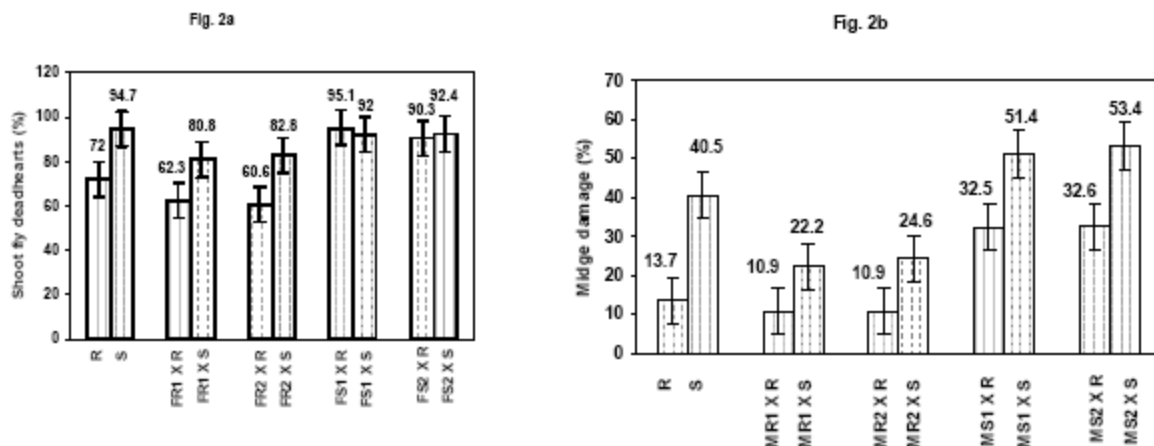 Fig. 2a
Shoot fly deadhearts (%)
120
100
80
60
40
20
0
72
94.7
62.3
80.8
60.6
82.8
95.1
92
90.3
92.4
R
S
FR1 X R
FR1 X S
FR2 X R
FR2 X S
FS1 X R
FS1 X S
FS2 X R
FS2 X S
Fig. 2b
Midge damage (%)
70
60
50
40
30
20
10
0
13.7
40.5
10.9
22.2
10.9
24.6
32.5
51.4
32.6
53.4
R
S
MR1 X R
MR1 X S
MR2 X R
MR2 X S
MS1 X R
MS1 X S
MS2 X R
MS2 X S